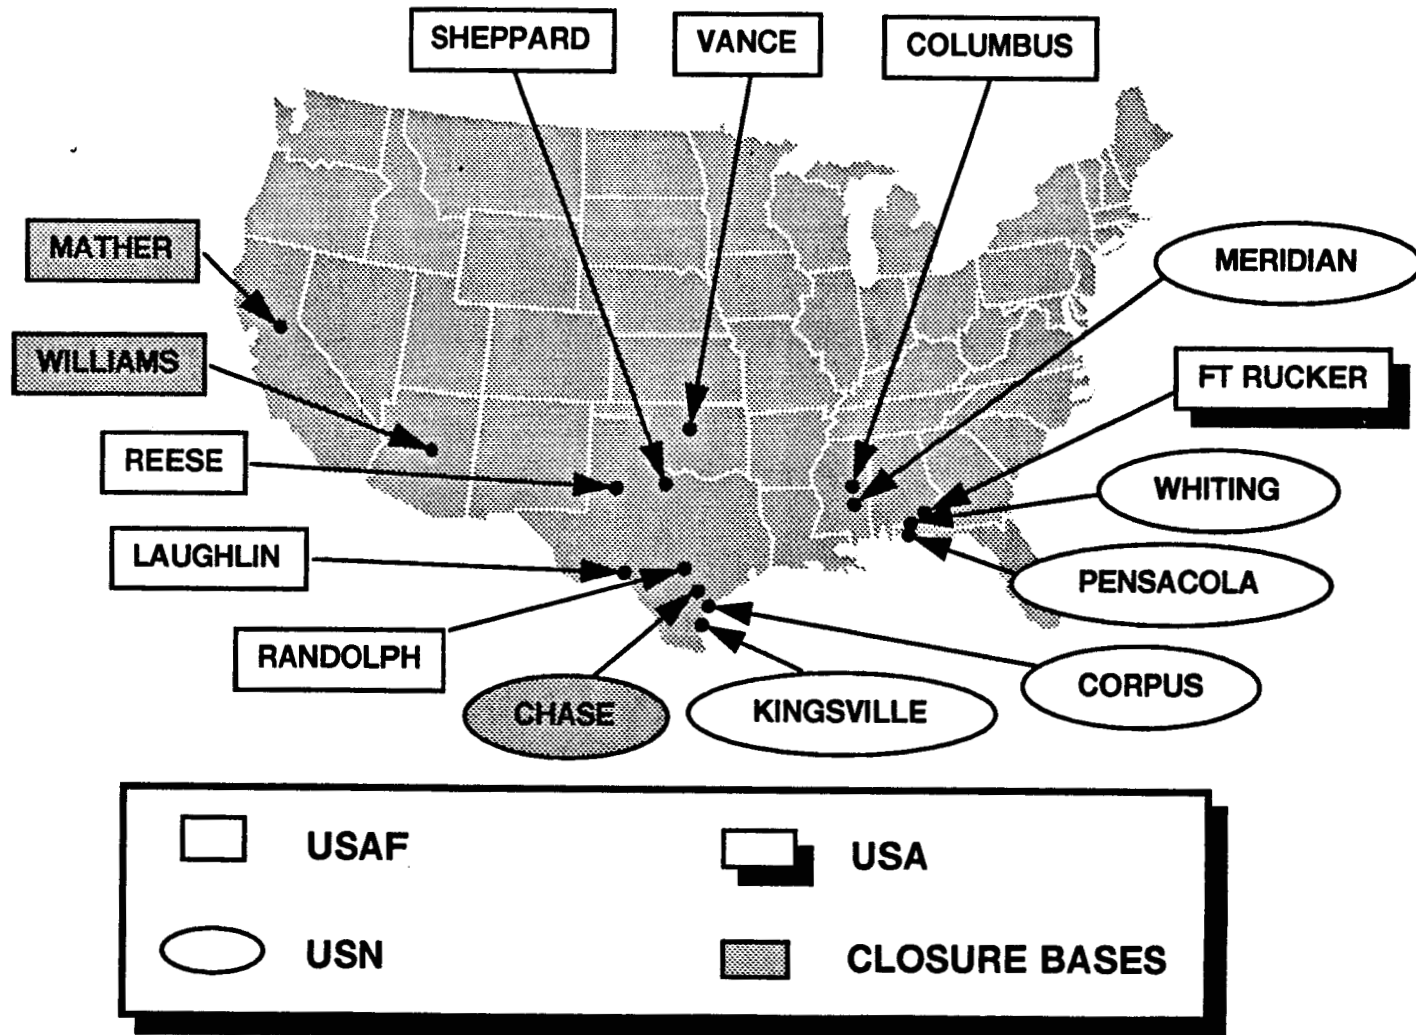 SHEPPARD
VANCE
COLUMBUS
MATHER
MERIDIAN
WILLIAMS
FT RUCKER
REESE
WHITING
LAUGHLIN
PENSACOLA
RANDOLPH
CORPUS
CHASE
KINGSVILLE
USAF
USA
USN
CLOSURE BASES